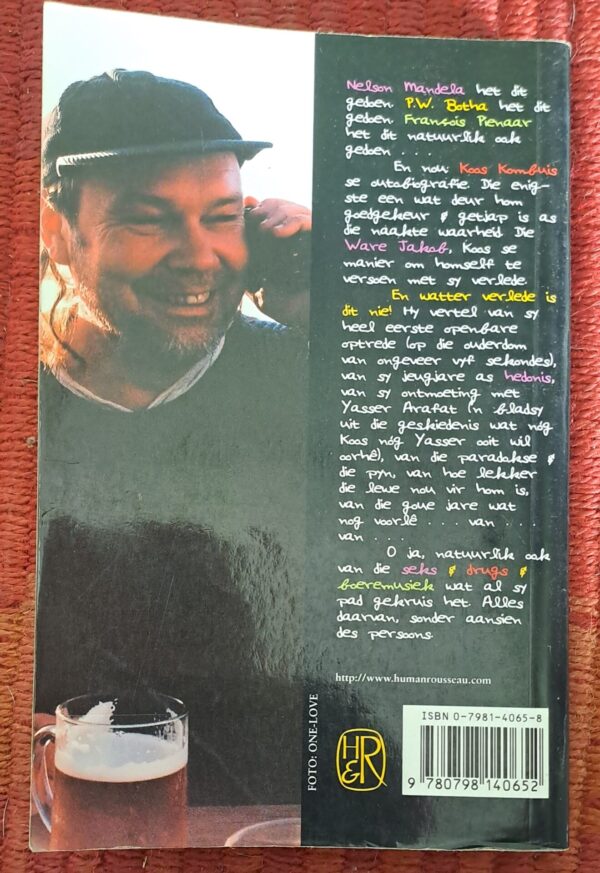 Nelson Mandela het dit
gedoen. P.W. Botha het dit
gedoen. François Pienaar
het dit natuurlik ook
gedoen . . .
En nou: Koos Kombuis
se outobiografie. Die enig-
ste een wat deur hom
goedgekeur & getjap is as
die naakte waarheid. Die
Ware Jakob, Koos se
manier om homself te
versoen met sy verlede.
En watter verlede is
dit nie! Hy vertel van sy
heel eerste openbare
optrede (op die ouderdom
van ongeveer vyf sekondes),
van sy jeugjare as hedonis,
van sy ontmoeting met
Yasser Arafat ('n bladsy
uit die geskiedenis wat nóg
Koos nóg Yasser ooit wil
oorhê), van die paradokse &
die pyn, van hoe lekker
die lewe nou vir hom is,
van die goue jare wat
nog voorlê . . . van . . .
van . . .
O ja, natuurlik ook
van die seks & drugs &
boeremusiek wat al sy
pad gekruis het. Alles
daarvan, sonder aansien
des persoons.
http://www.humanrousseau.com
FOTO: ONE-LOVE
H&R
ISBN 0-7981-4065-8
9 780798 140652